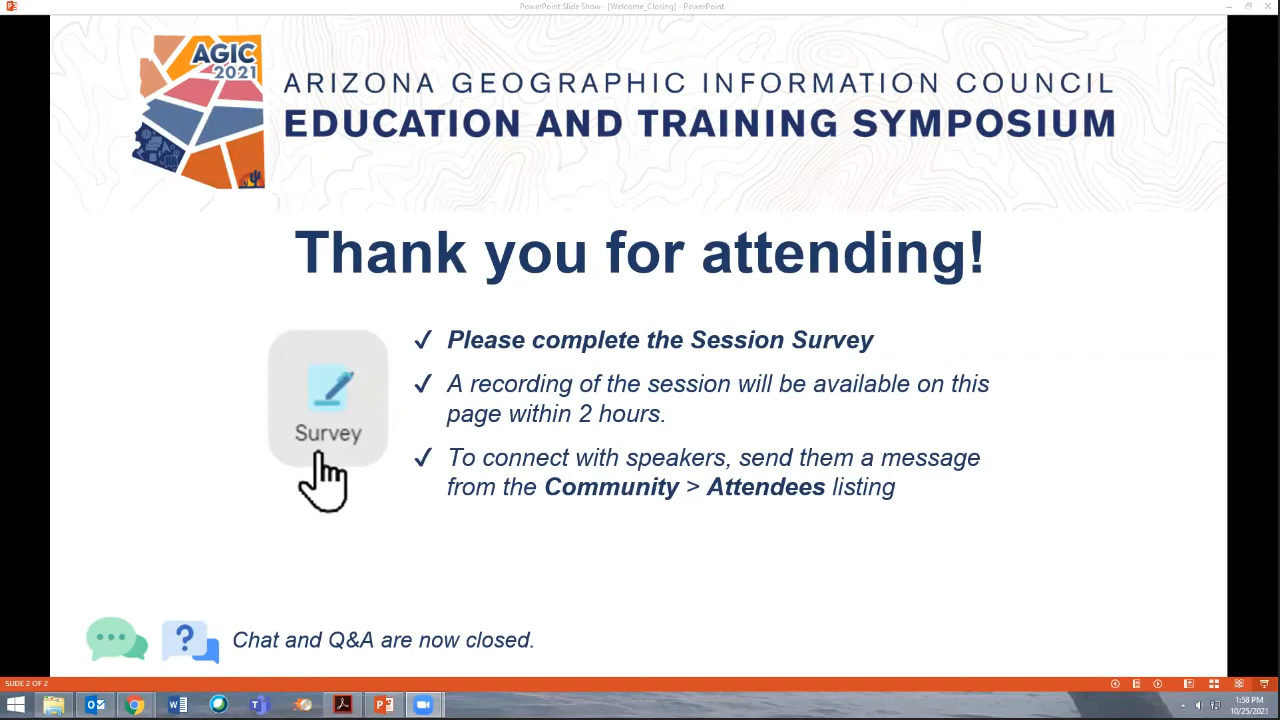 PowerPoint Slide Show - [Welcome_Closing] - PowerPoint
AGIC
2021
ARIZONA GEOGRAPHIC INFORMATION COUNCIL
EDUCATION AND TRAINING SYMPOSIUM
Thank you for attending!
✓ Please complete the Session Survey
✓ A recording of the session will be available on this
page within 2 hours.
Survey
✓ To connect with speakers, send them a message
from the Community > Attendees listing
Chat and Q&A are now closed.
SLIDE 2 OF 2
1:58 PM
10/25/2021